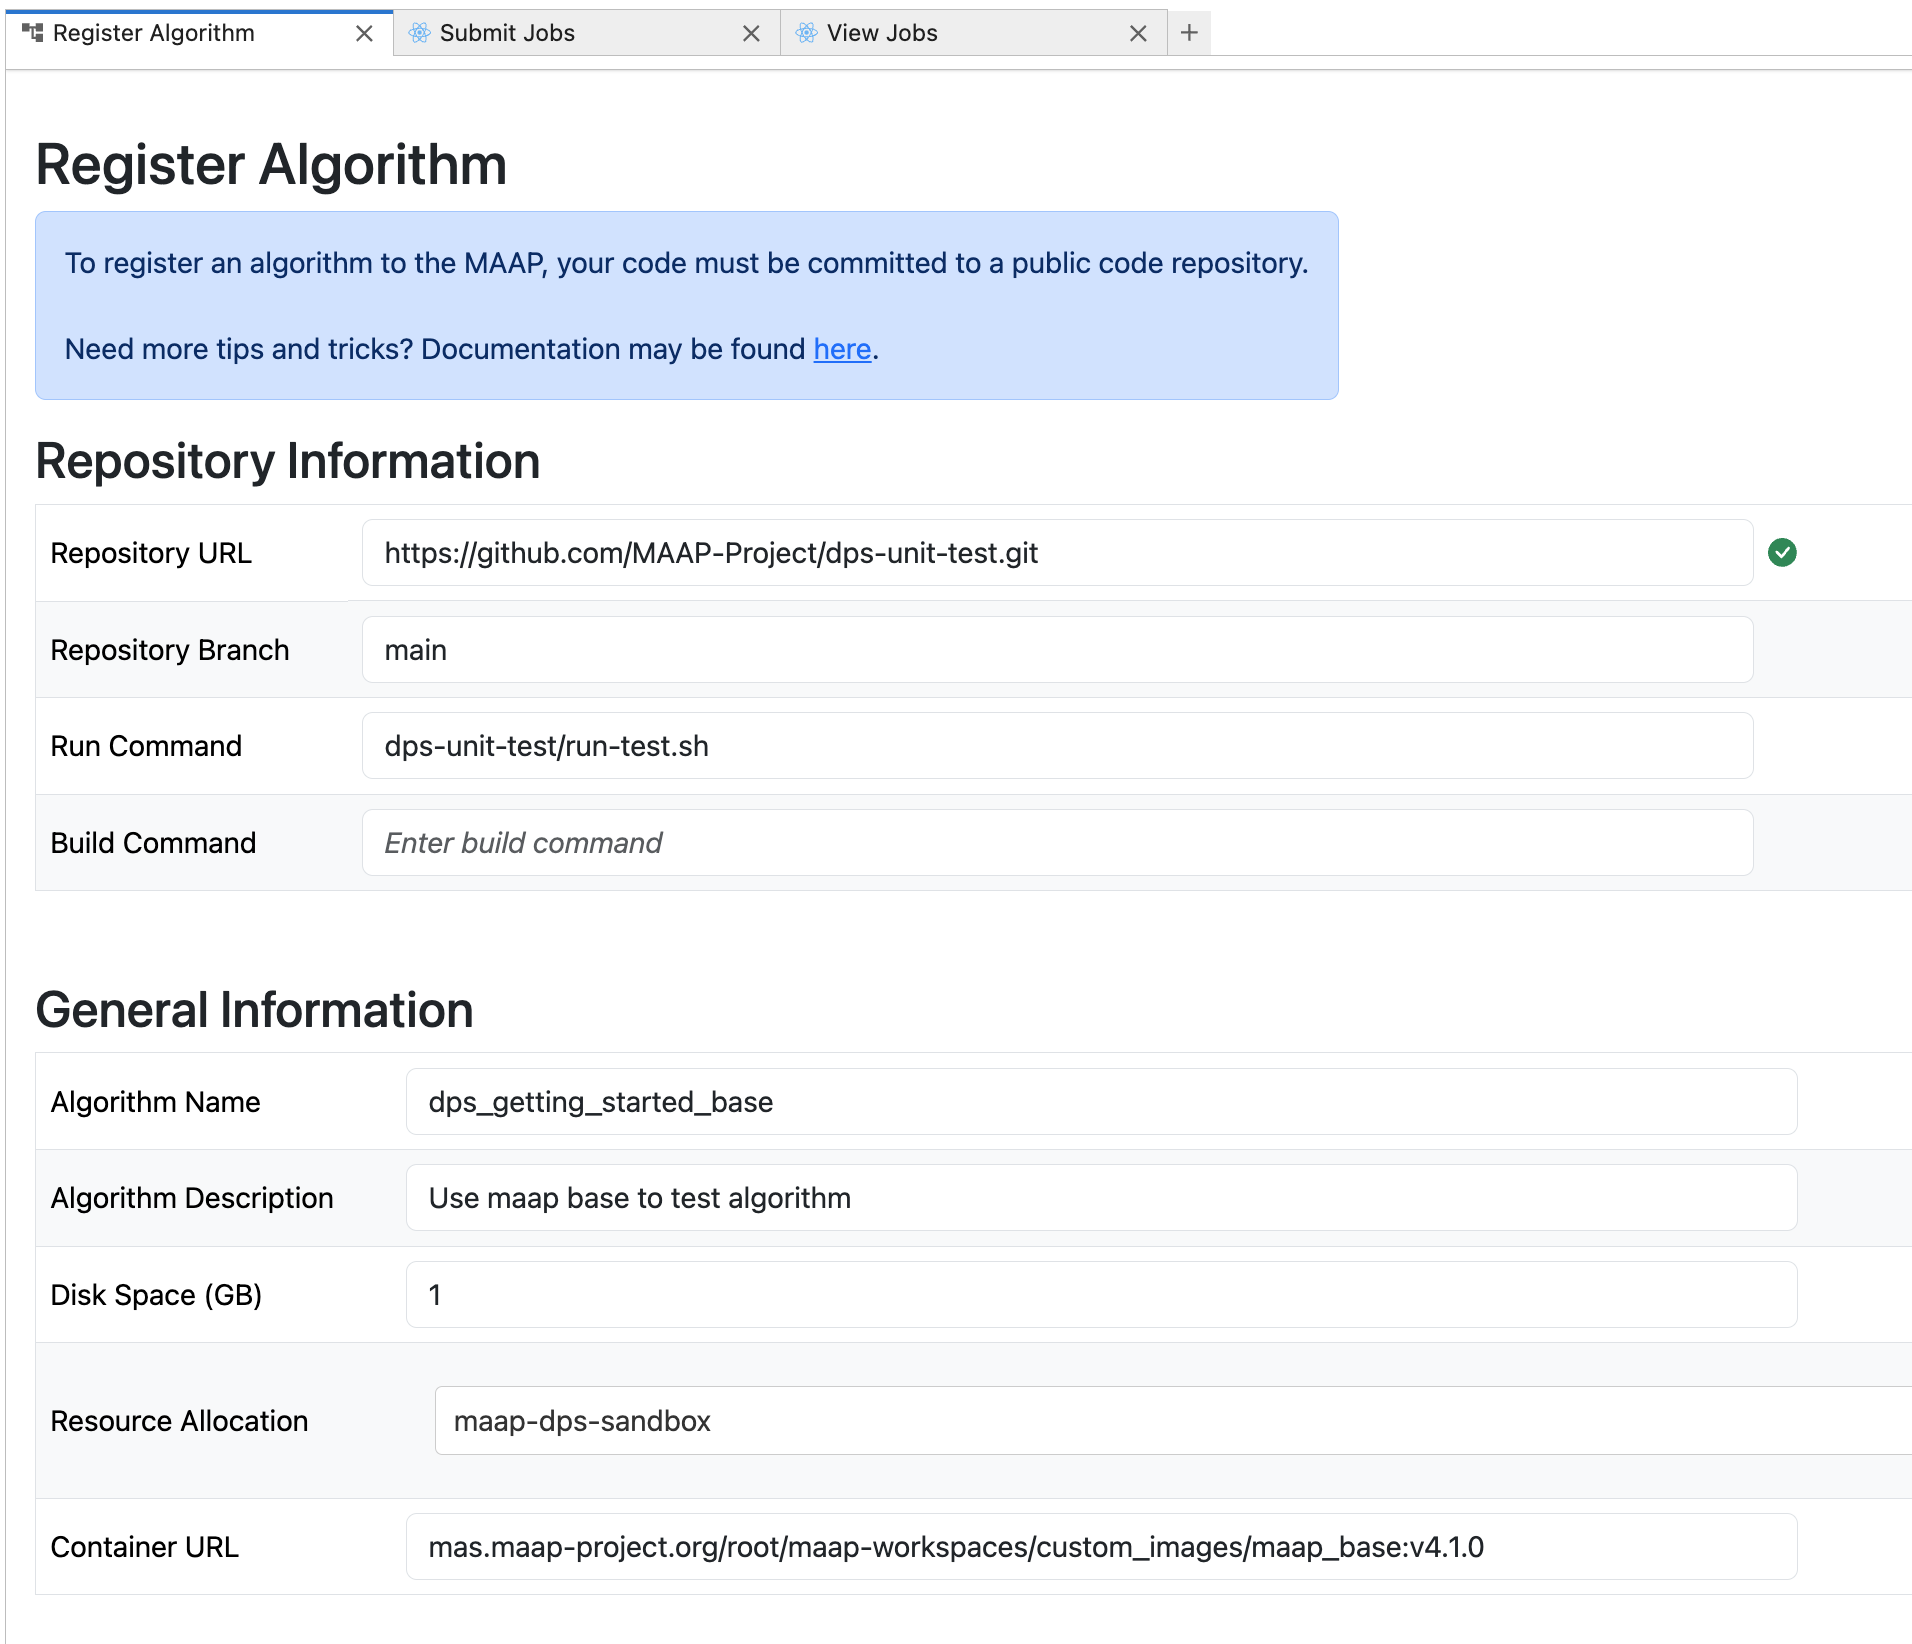 Register Algorithm
Submit Jobs
View Jobs
Register Algorithm
To register an algorithm to the MAAP, your code must be committed to a public code repository.
Need more tips and tricks? Documentation may be found here.
Repository Information
Repository URL
https://github.com/MAAP-Project/dps-unit-test.git
Repository Branch
main
Run Command
dps-unit-test/run-test.sh
Build Command
Enter build command
General Information
Algorithm Name
dps_getting_started_base
Algorithm Description
Use maap base to test algorithm
Disk Space (GB)
1
Resource Allocation
maap-dps-sandbox
Container URL
mas.maap-project.org/root/maap-workspaces/custom_images/maap_base:v4.1.0